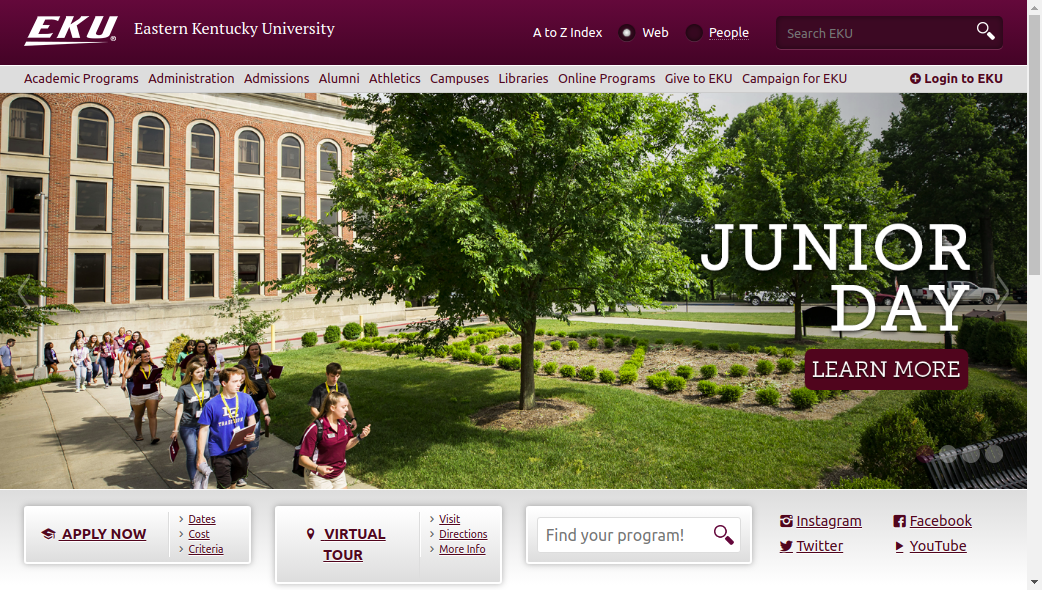 EKU Eastern Kentucky University A to Z Index Web People Search EKU
Academic Programs Administration Admissions Alumni Athletics Campuses Libraries Online Programs Give to EKU Campaign for EKU Login to EKU
JUNIOR
DAY
LEARN MORE
APPLY NOW
Dates
Cost
Criteria
VIRTUAL
TOUR
Visit
Directions
More Info
Find your program!
Instagram Facebook
Twitter YouTube